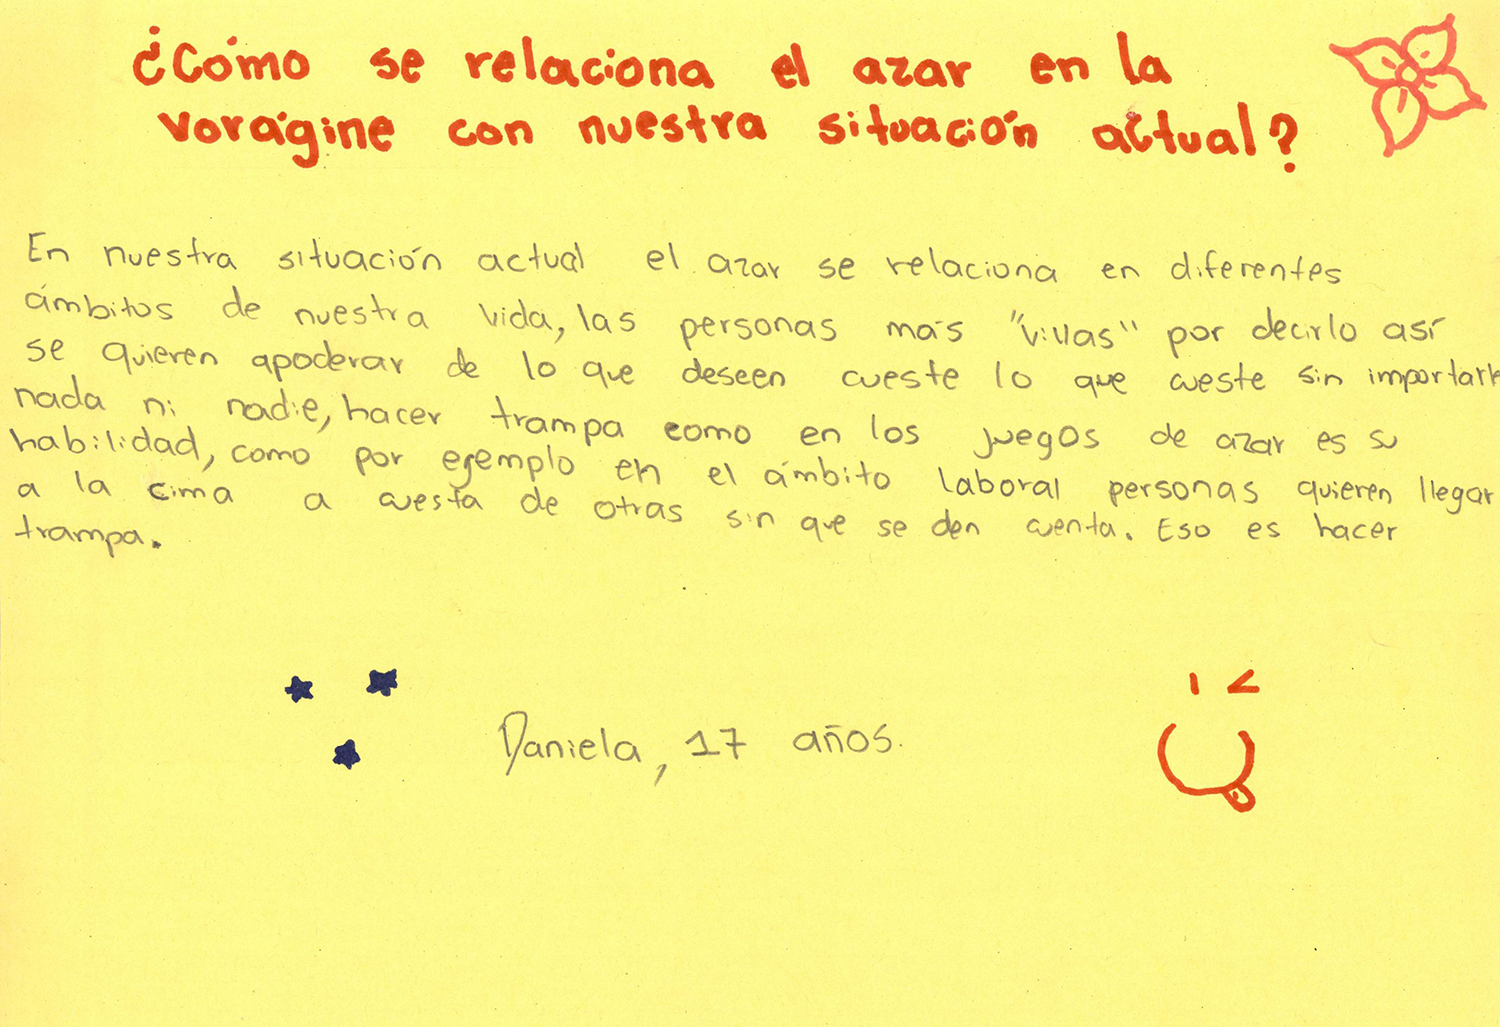 ¿Cómo se relaciona el azar en la
vorágine con nuestra situación actual?
En nuestra situación actual el azar se relaciona en diferentes
ámbitos de nuestra vida, las personas más "vivas" por decirlo así
se quieren apoderar de lo que deseen cueste lo que cueste sin importarle
nada ni nadie, hacer trampa como en los juegos de azar es su
habilidad, como por egemplo en el ámbito laboral personas quieren llegar
a la cima a cuesta de otras sin que se den cuenta. Eso es hacer
trampa.
Daniela, 17 años.